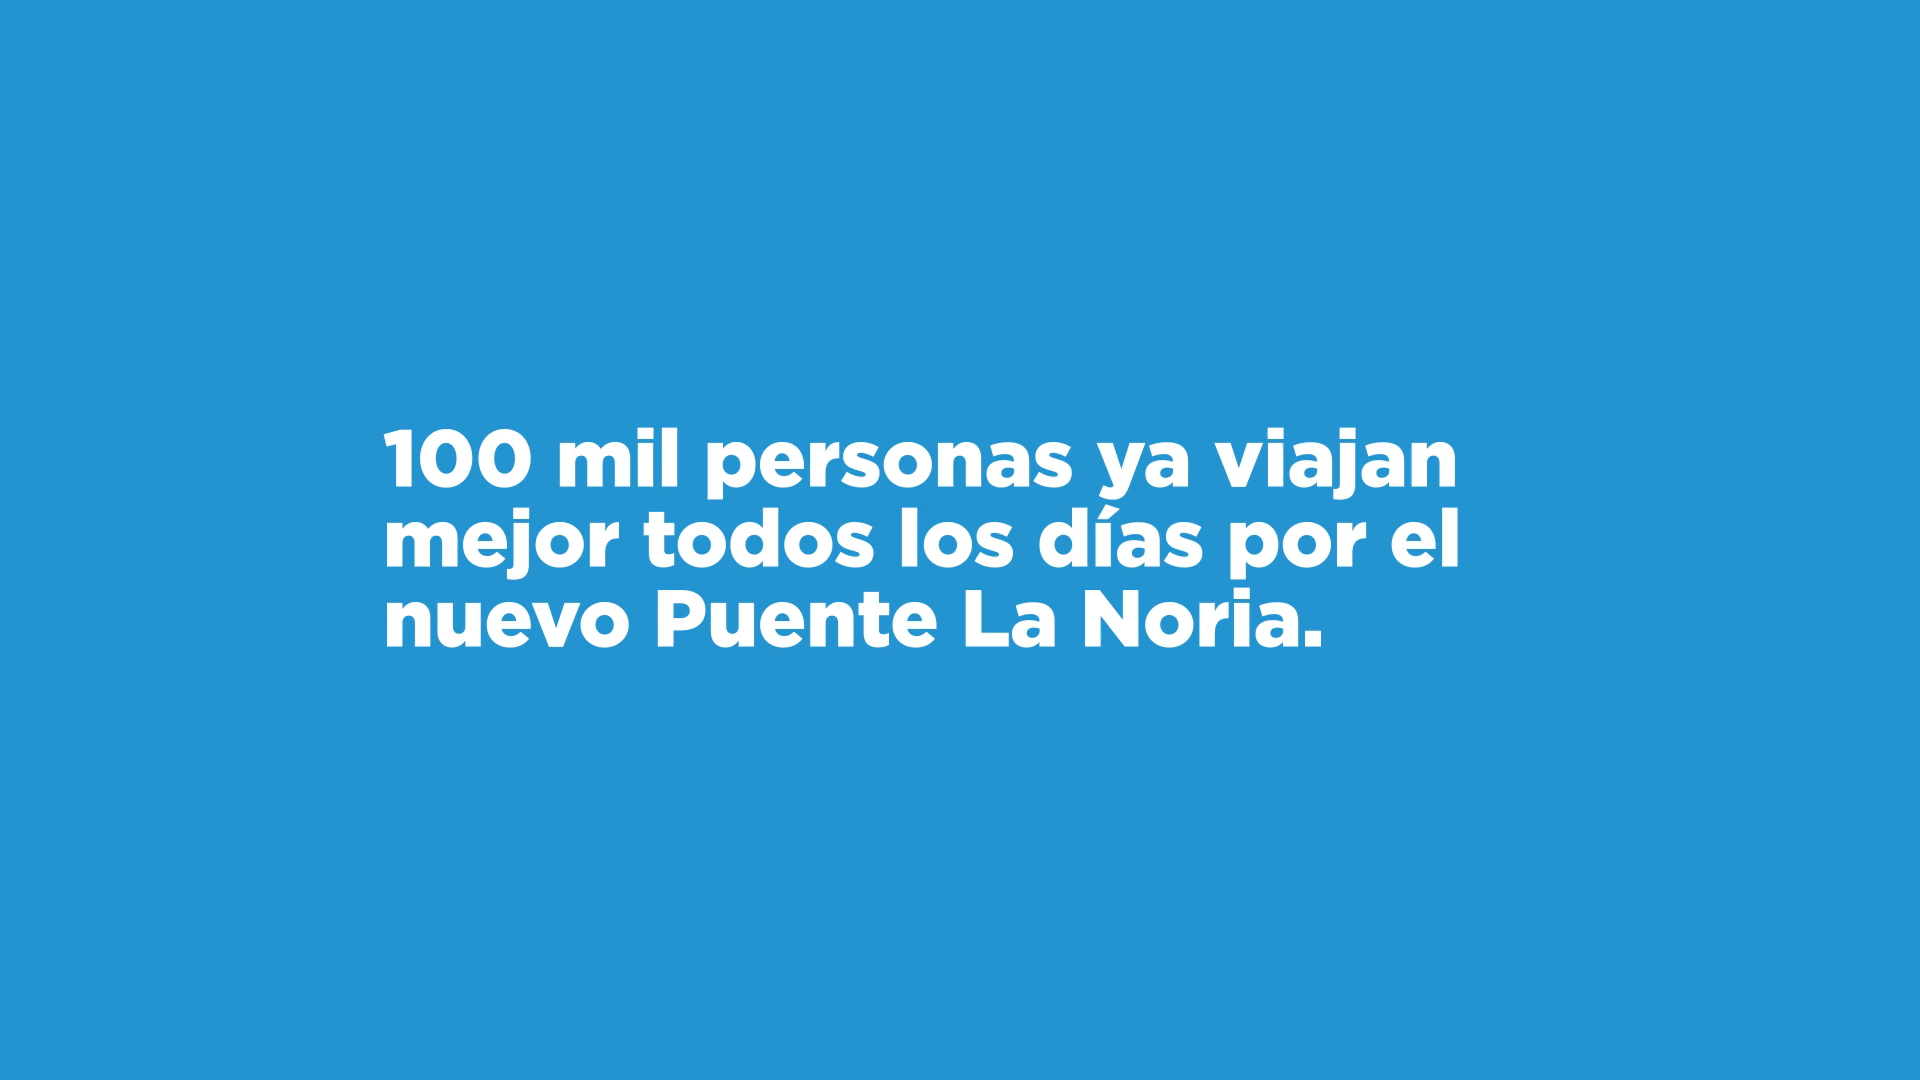 100 mil personas ya viajan
mejor todos los días por el
nuevo Puente La Noria.